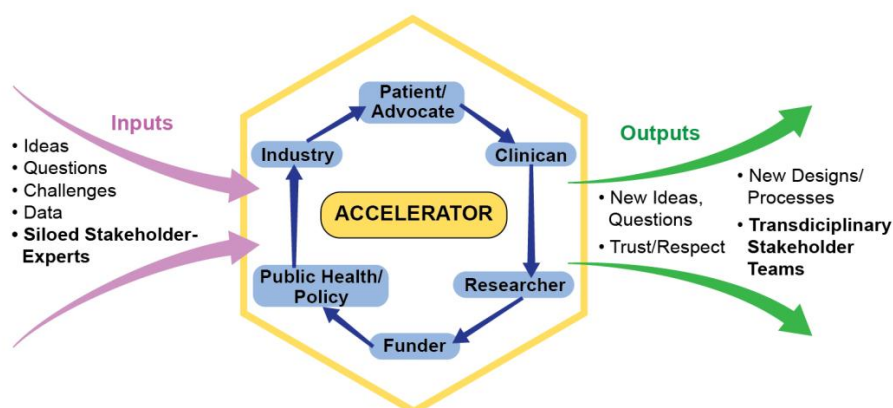 Inputs
• Ideas
• Questions
• Challenges
• Data
• Siloed Stakeholder-
Experts
Patient/
Advocate
Clinican
Researcher
Funder
Public Health/
Policy
Industry
ACCELERATOR
Outputs
• New Ideas,
Questions
• Trust/Respect
• New Designs/
Processes
• Transdiciplinary
Stakeholder
Teams